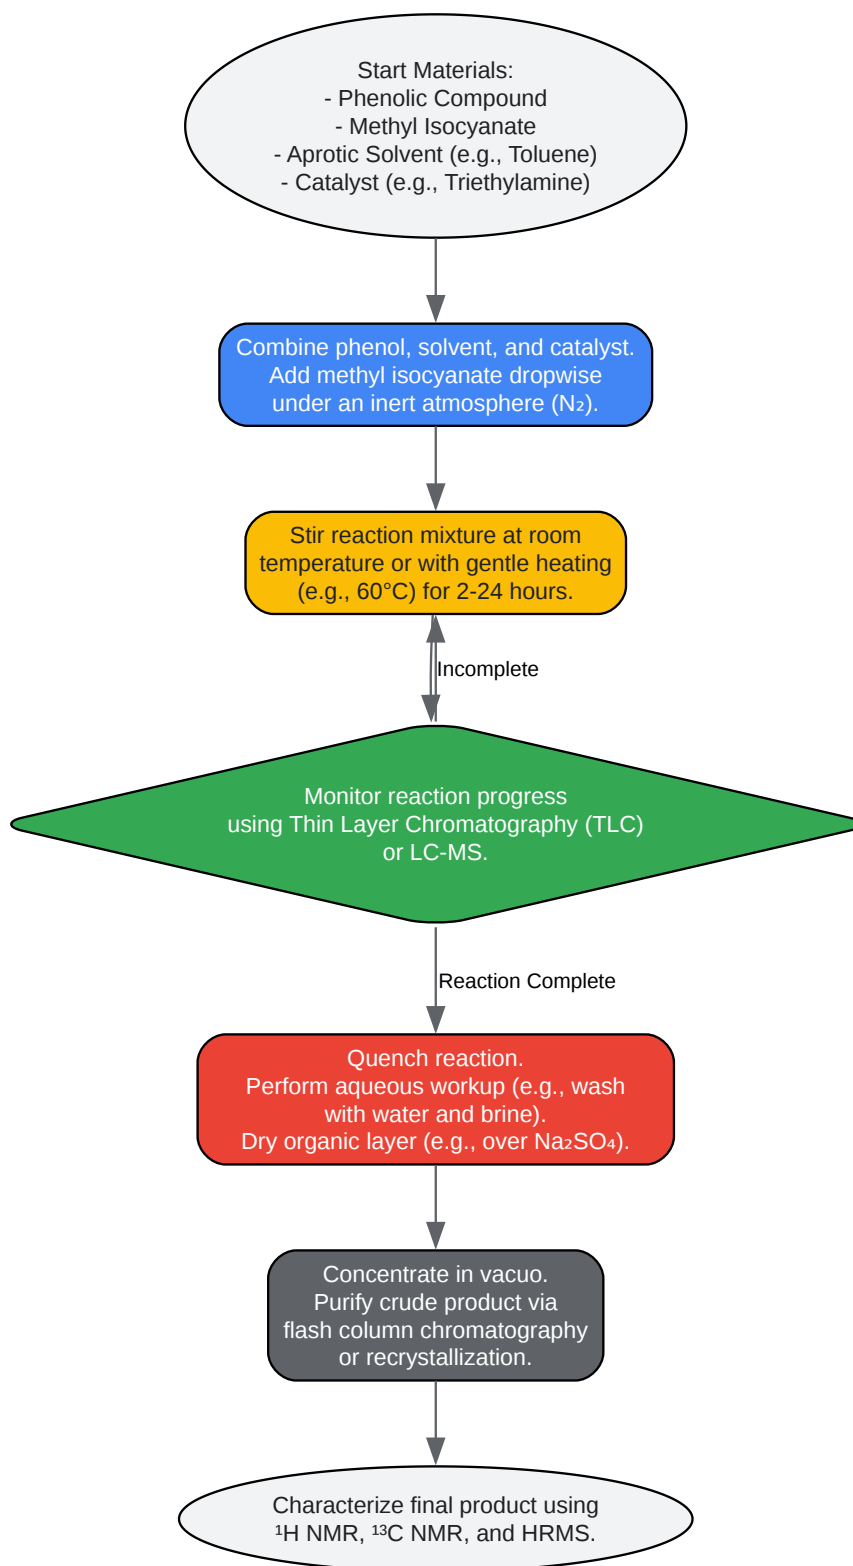 Start Materials:
- Phenolic Compound
- Methyl Isocyanate
- Aprotic Solvent (e.g., Toluene)
- Catalyst (e.g., Triethylamine)
Combine phenol, solvent, and catalyst.
Add methyl isocyanate dropwise
under an inert atmosphere (N₂).
Stir reaction mixture at room
temperature or with gentle heating
(e.g., 60°C) for 2-24 hours.
Incomplete
Monitor reaction progress
using Thin Layer Chromatography (TLC)
or LC-MS.
Reaction Complete
Quench reaction.
Perform aqueous workup (e.g., wash
with water and brine).
Dry organic layer (e.g., over Na₂SO₄).
Concentrate in vacuo.
Purify crude product via
flash column chromatography
or recrystallization.
Characterize final product using
¹H NMR, ¹³C NMR, and HRMS.